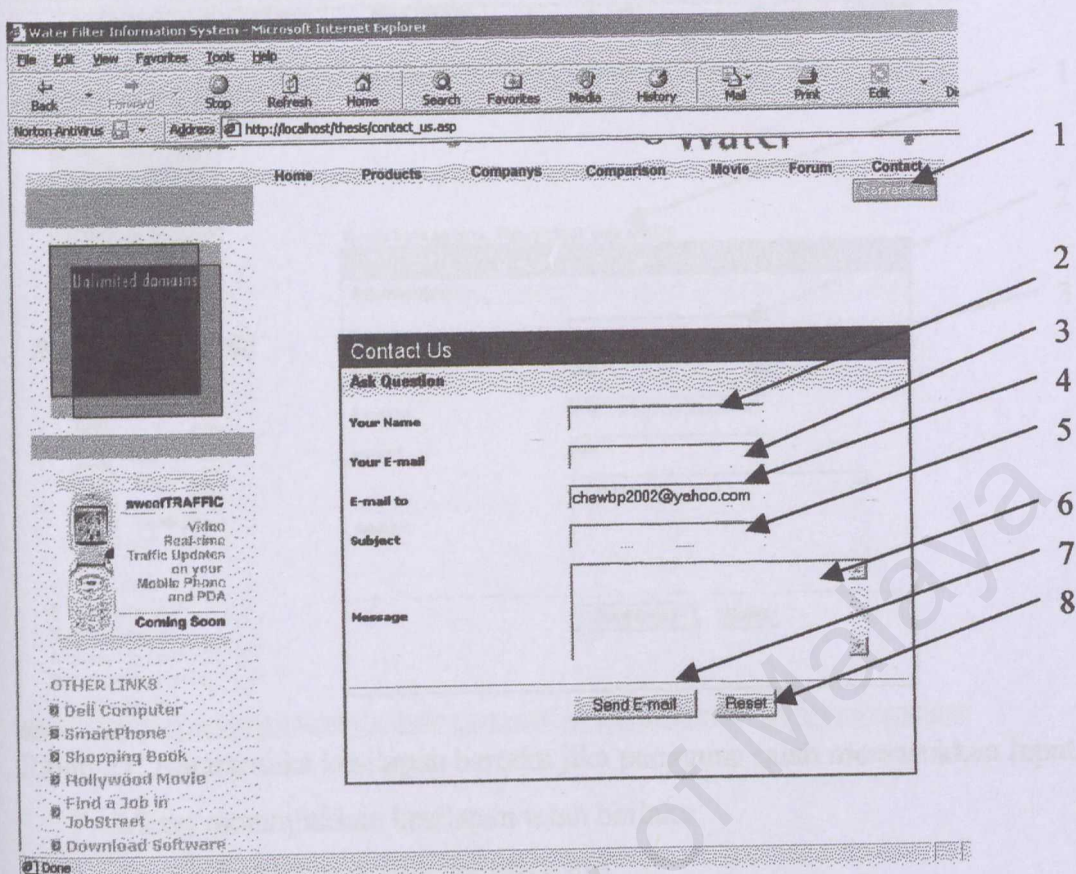 Water Filter Information System - Microsoft Internet Explorer
File Edit View Favorites Tools Help
Back Forward Stop Refresh Home Search Favorites Media History Mail Print Edit
Norton AntiVirus Address http://localhost/thesis/contact_us.asp
Water
Home Products Companys Comparison Movie Forum Contact
Contact us
1
Unlimited domains
2
3
4
5
6
7
8
Contact Us
Ask Question
Your Name
Your E-mail
E-mail to chewbp2002@yahoo.com
Subject
Message
Send E-mail Reset
TRAFFIC
Video
Real-time
Traffic Updates
on your
Mobile Phone
and PDA
Coming Soon
OTHER LINKS
Dell Computer
SmartPhone
Shopping Book
Hollywood Movie
Find a Job in
JobStreet
Download Software
Done
of Malaya